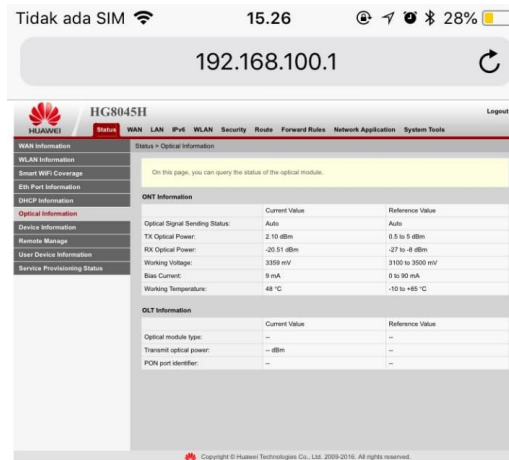 Tidak ada SIM 15.26 28%
192.168.100.1
HUAWEI
HG8045H
Logout
Status WAN LAN IPv6 WLAN Security Route Forward Rules Network Application System Tools
WAN Information
WLAN Information
Smart WiFi Coverage
Eth Port Information
DHCP Information
Optical Information
Device Information
Remote Manage
User Device Information
Service Provisioning Status
Status > Optical Information
On this page, you can query the status of the optical module.
ONT Information
Current Value Reference Value
Optical Signal Sending Status: Auto Auto
TX Optical Power: 2.10 dBm 0.5 to 5 dBm
RX Optical Power: -20.51 dBm -27 to -8 dBm
Working Voltage: 3359 mV 3100 to 3500 mV
Bias Current: 9 mA 0 to 90 mA
Working Temperature: 48 °C -10 to +85 °C
OLT Information
Current Value Reference Value
Optical module type: -- --
Transmit optical power: -- dBm --
PON port identifier: -- --
Copyright © Huawei Technologies Co., Ltd. 2009-2016. All rights reserved.